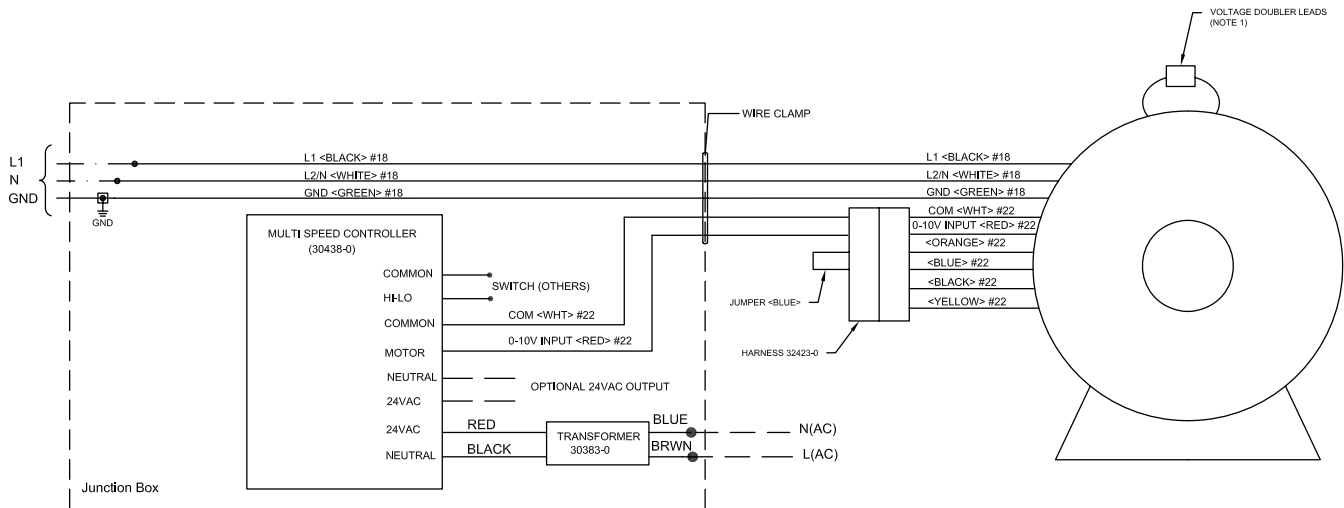 VOLTAGE DOUBLER LEADS
(NOTE 1)
WIRE CLAMP
L1
N
GND
L1 <BLACK> #18
L2/N <WHITE> #18
GND <GREEN> #18
GND
L1 <BLACK> #18
L2/N <WHITE> #18
GND <GREEN> #18
COM <WHT> #22
0-10V INPUT <RED> #22
<ORANGE> #22
<BLUE> #22
<BLACK> #22
<YELLOW> #22
JUMPER <BLUE>
HARNESS 32423-0
MULTI SPEED CONTROLLER
(30438-0)
COMMON
HI-LO
SWITCH (OTHERS)
COMMON
COM <WHT> #22
MOTOR
0-10V INPUT <RED> #22
NEUTRAL
24VAC
OPTIONAL 24VAC OUTPUT
24VAC
RED
NEUTRAL
BLACK
TRANSFORMER
30383-0
BLUE
BRWN
N(AC)
L(AC)
Junction Box